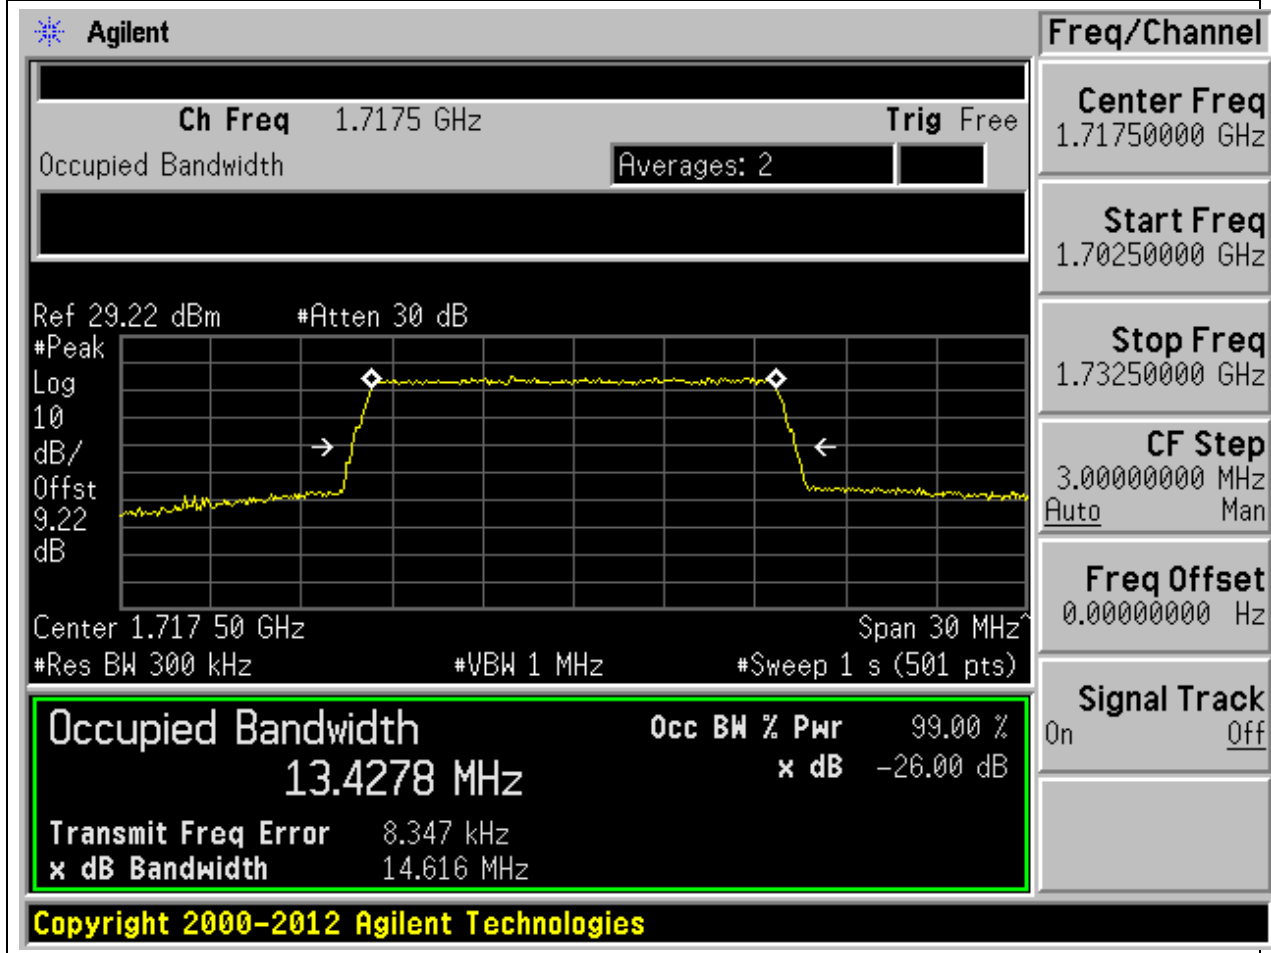 Agilent
Freq/Channel
Ch Freq 1.7175 GHz Trig Free
Occupied Bandwidth Averages: 2
Center Freq
1.71750000 GHz
Start Freq
1.70250000 GHz
Stop Freq
1.73250000 GHz
CF Step
3.00000000 MHz
Auto Man
Freq Offset
0.00000000 Hz
Signal Track
On Off
Ref 29.22 dBm #Atten 30 dB
#Peak
Log
10
dB/
Offst
9.22
dB
Center 1.717 50 GHz Span 30 MHz^
#Res BW 300 kHz #VBW 1 MHz #Sweep 1 s (501 pts)
Occupied Bandwidth Occ BW % Pwr 99.00 %
13.4278 MHz x dB -26.00 dB
Transmit Freq Error 8.347 kHz
x dB Bandwidth 14.616 MHz
Copyright 2000-2012 Agilent Technologies